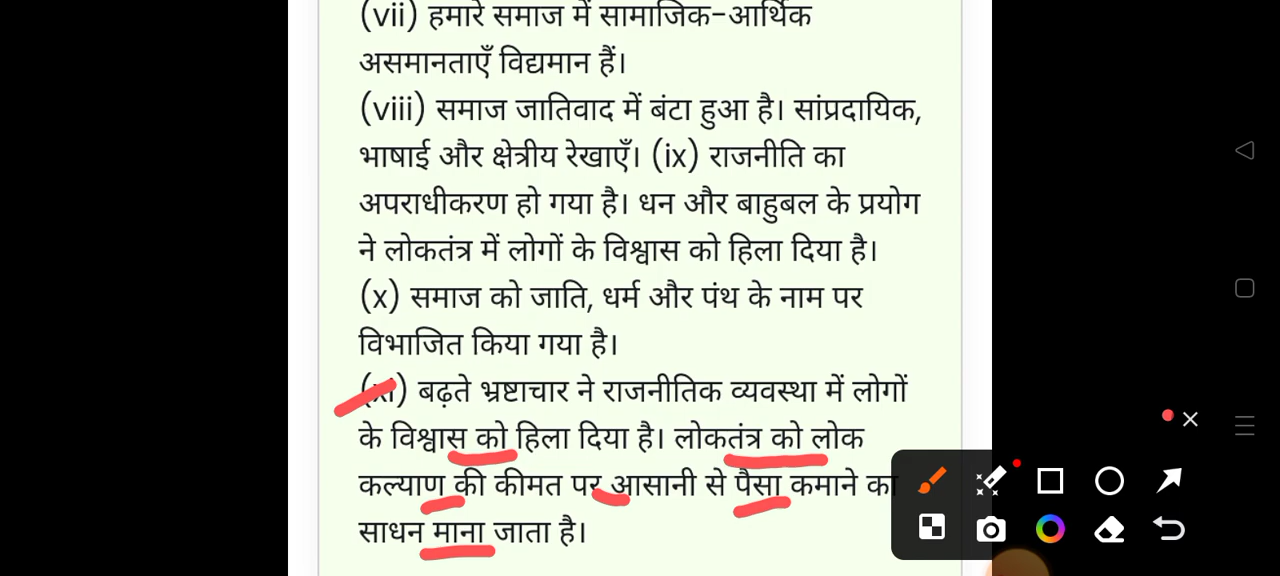 (vii) हमारे समाज में सामाजिक-आर्थिक
असमानताएँ विद्यमान हैं।
(viii) समाज जातिवाद में बंटा हुआ है। सांप्रदायिक,
भाषाई और क्षेत्रीय रेखाएँ। (ix) राजनीति का
अपराधीकरण हो गया है। धन और बाहुबल के प्रयोग
ने लोकतंत्र में लोगों के विश्वास को हिला दिया है।
(x) समाज को जाति, धर्म और पंथ के नाम पर
विभाजित किया गया है।
(xi) बढ़ते भ्रष्टाचार ने राजनीतिक व्यवस्था में लोगों
के विश्वास को हिला दिया है। लोकतंत्र को लोक
कल्याण की कीमत पर आसानी से पैसा कमाने का
साधन माना जाता है।